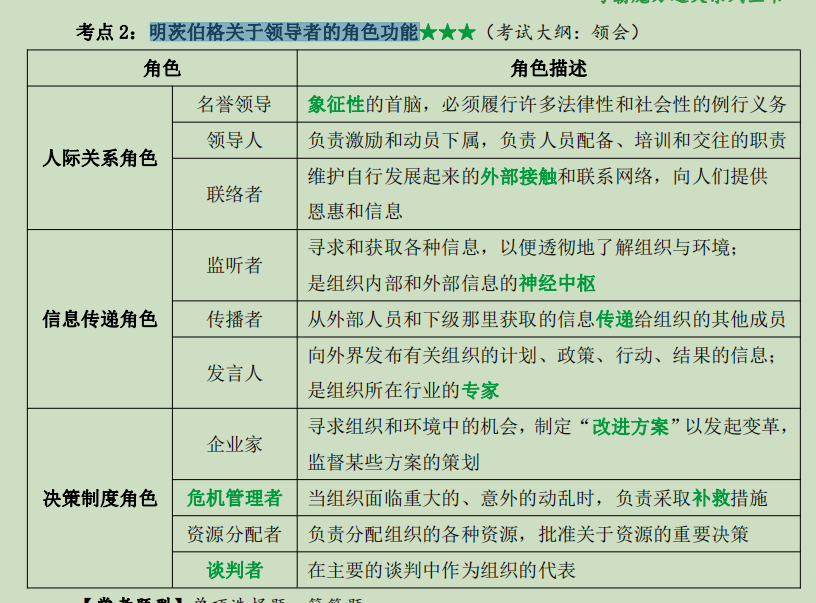 考点2：明茨伯格关于领导者的角色功能★★★（考试大纲：领会）
角色 角色描述
人际关系角色
名誉领导 象征性的首脑，必须履行许多法律性和社会性的例行义务
领导人 负责激励和动员下属，负责人员配备、培训和交往的职责
联络者 维护自行发展起来的外部接触和联系网络，向人们提供
恩惠和信息
信息传递角色
监听者 寻求和获取各种信息，以便透彻地了解组织与环境；
是组织内部和外部信息的神经中枢
传播者 从外部人员和下级那里获取的信息传递给组织的其他成员
发言人 向外界发布有关组织的计划、政策、行动、结果的信息；
是组织所在行业的专家
决策制度角色
企业家 寻求组织和环境中的机会，制定“改进方案”以发起变革，
监督某些方案的策划
危机管理者 当组织面临重大的、意外的动乱时，负责采取补救措施
资源分配者 负责分配组织的各种资源，批准关于资源的重要决策
谈判者 在主要的谈判中作为组织的代表